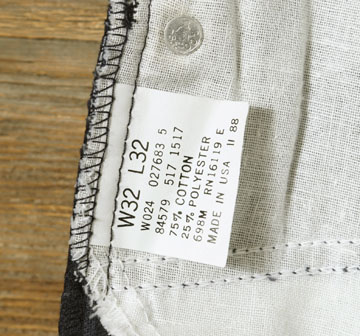 W32 L32
W024 027683 5
84579 517 1517
75% COTTON
25% POLYESTER
698M RN16119 E
MADE IN USA 11 88